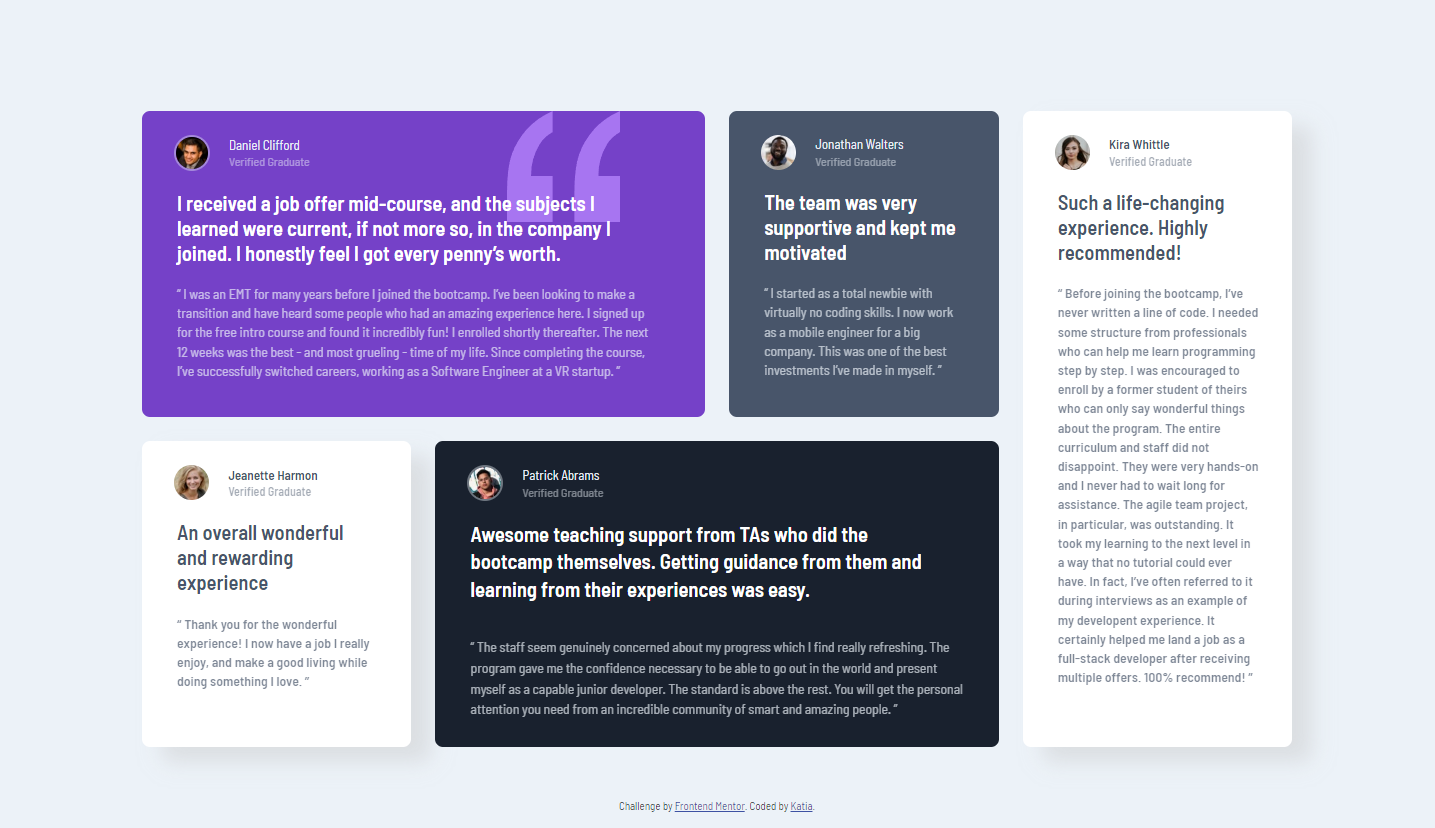 Daniel Clifford
Verified Graduate
I received a job offer mid-course, and the subjects I
learned were current, if not more so, in the company I
joined. I honestly feel I got every penny’s worth.
“ I was an EMT for many years before I joined the bootcamp. I’ve been looking to make a
transition and have heard some people who had an amazing experience here. I signed up
for the free intro course and found it incredibly fun! I enrolled shortly thereafter. The next
12 weeks was the best - and most grueling - time of my life. Since completing the course,
I’ve successfully switched careers, working as a Software Engineer at a VR startup. ”
Jonathan Walters
Verified Graduate
The team was very
supportive and kept me
motivated
“ I started as a total newbie with
virtually no coding skills. I now work
as a mobile engineer for a big
company. This was one of the best
investments I’ve made in myself. ”
Kira Whittle
Verified Graduate
Such a life-changing
experience. Highly
recommended!
“ Before joining the bootcamp, I’ve
never written a line of code. I needed
some structure from professionals
who can help me learn programming
step by step. I was encouraged to
enroll by a former student of theirs
who can only say wonderful things
about the program. The entire
curriculum and staff did not
disappoint. They were very hands-on
and I never had to wait long for
assistance. The agile team project,
in particular, was outstanding. It
took my learning to the next level in
a way that no tutorial could ever
have. In fact, I’ve often referred to it
during interviews as an example of
my developent experience. It
certainly helped me land a job as a
full-stack developer after receiving
multiple offers. 100% recommend! ”
Jeanette Harmon
Verified Graduate
An overall wonderful
and rewarding
experience
“ Thank you for the wonderful
experience! I now have a job I really
enjoy, and make a good living while
doing something I love. ”
Patrick Abrams
Verified Graduate
Awesome teaching support from TAs who did the
bootcamp themselves. Getting guidance from them and
learning from their experiences was easy.
“ The staff seem genuinely concerned about my progress which I find really refreshing. The
program gave me the confidence necessary to be able to go out in the world and present
myself as a capable junior developer. The standard is above the rest. You will get the personal
attention you need from an incredible community of smart and amazing people. ”
Challenge by Frontend Mentor. Coded by Katia.